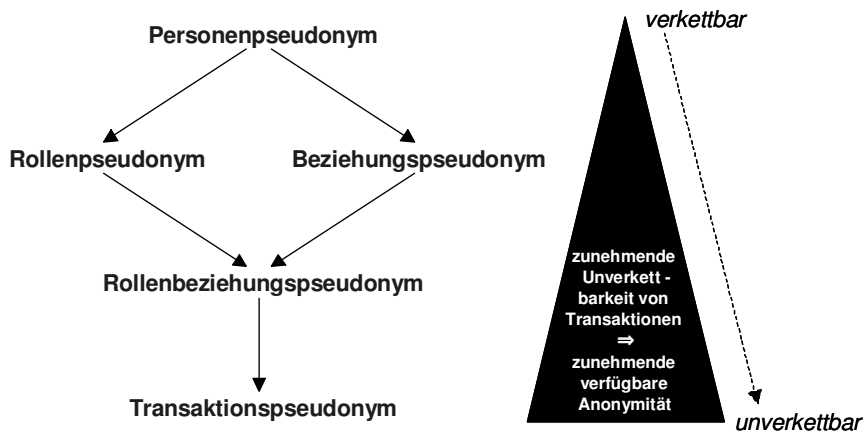 Personenpseudonym
Rollenpseudonym
Beziehungspseudonym
Rollenbeziehungspseudonym
Transaktionspseudonym
verkettbar
zunehmende
Unverkett -
barkeit von
Transaktionen
⇒
zunehmende
verfügbare
Anonymität
unverkettbar